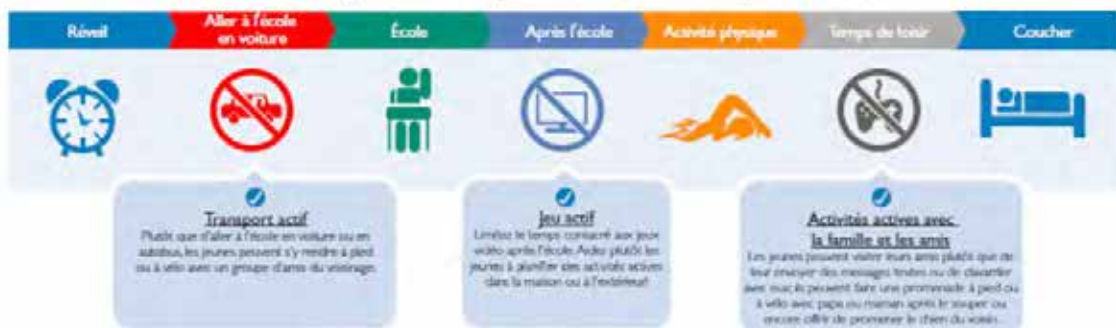 Réveil
Aller à l'école
en voiture
École
Après l'école
Activité physique
Temps de loisir
Coucher
Transport actif
Plutôt que d'aller à l'école en voiture ou en
autobus, les jeunes peuvent s'y rendre à pied
ou à vélo avec un groupe d'amis du voisinage.
Jeu actif
Limitez le temps consacré aux jeux
vidéo après l'école. Aidez plutôt les
jeunes à planifier des activités actives
dans la maison ou à l'extérieur!
Activités actives avec
la famille et les amis
Les jeunes peuvent visiter leurs amis plutôt que de
leur envoyer des messages textes ou de clavarder
avec eux; ils peuvent faire une promenade à pied ou
à vélo avec papa ou maman après le souper ou
encore offrir de promener le chien du voisin.